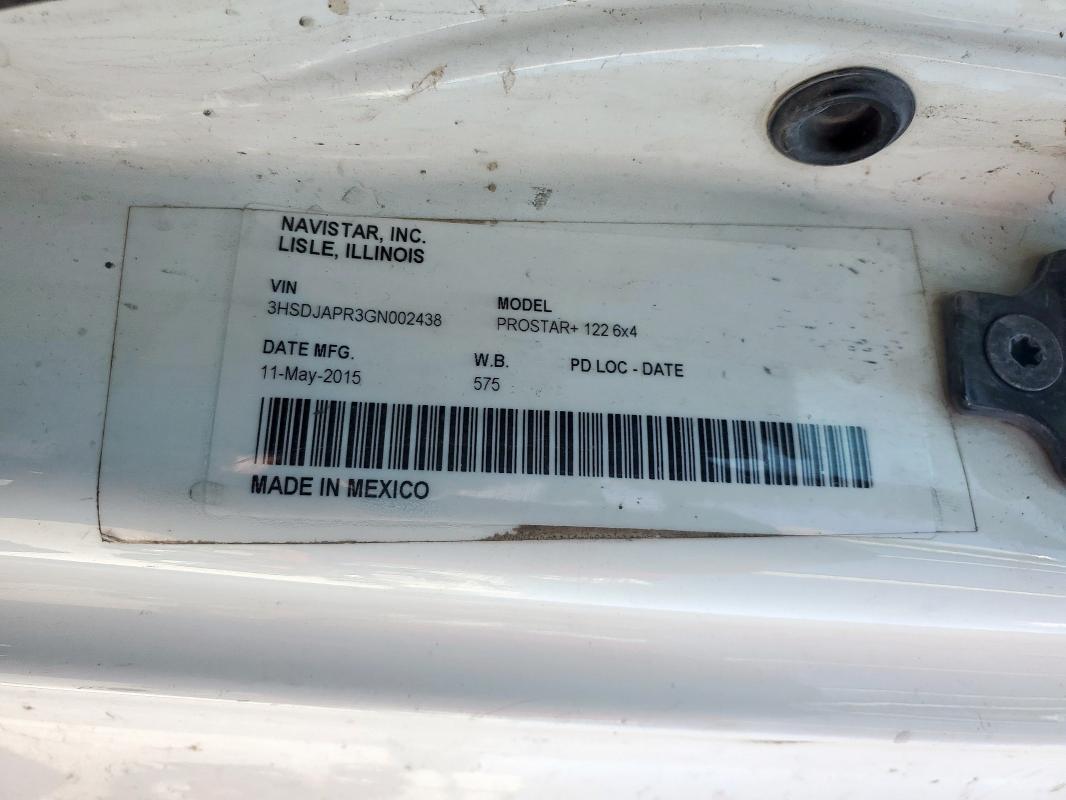 NAVISTAR, INC.
LISLE, ILLINOIS
VIN
3HSDJAPR3GN002438
MODEL
PROSTAR+ 122 6x4
DATE MFG.
11-May-2015
W.B.
575
PD LOC - DATE
MADE IN MEXICO